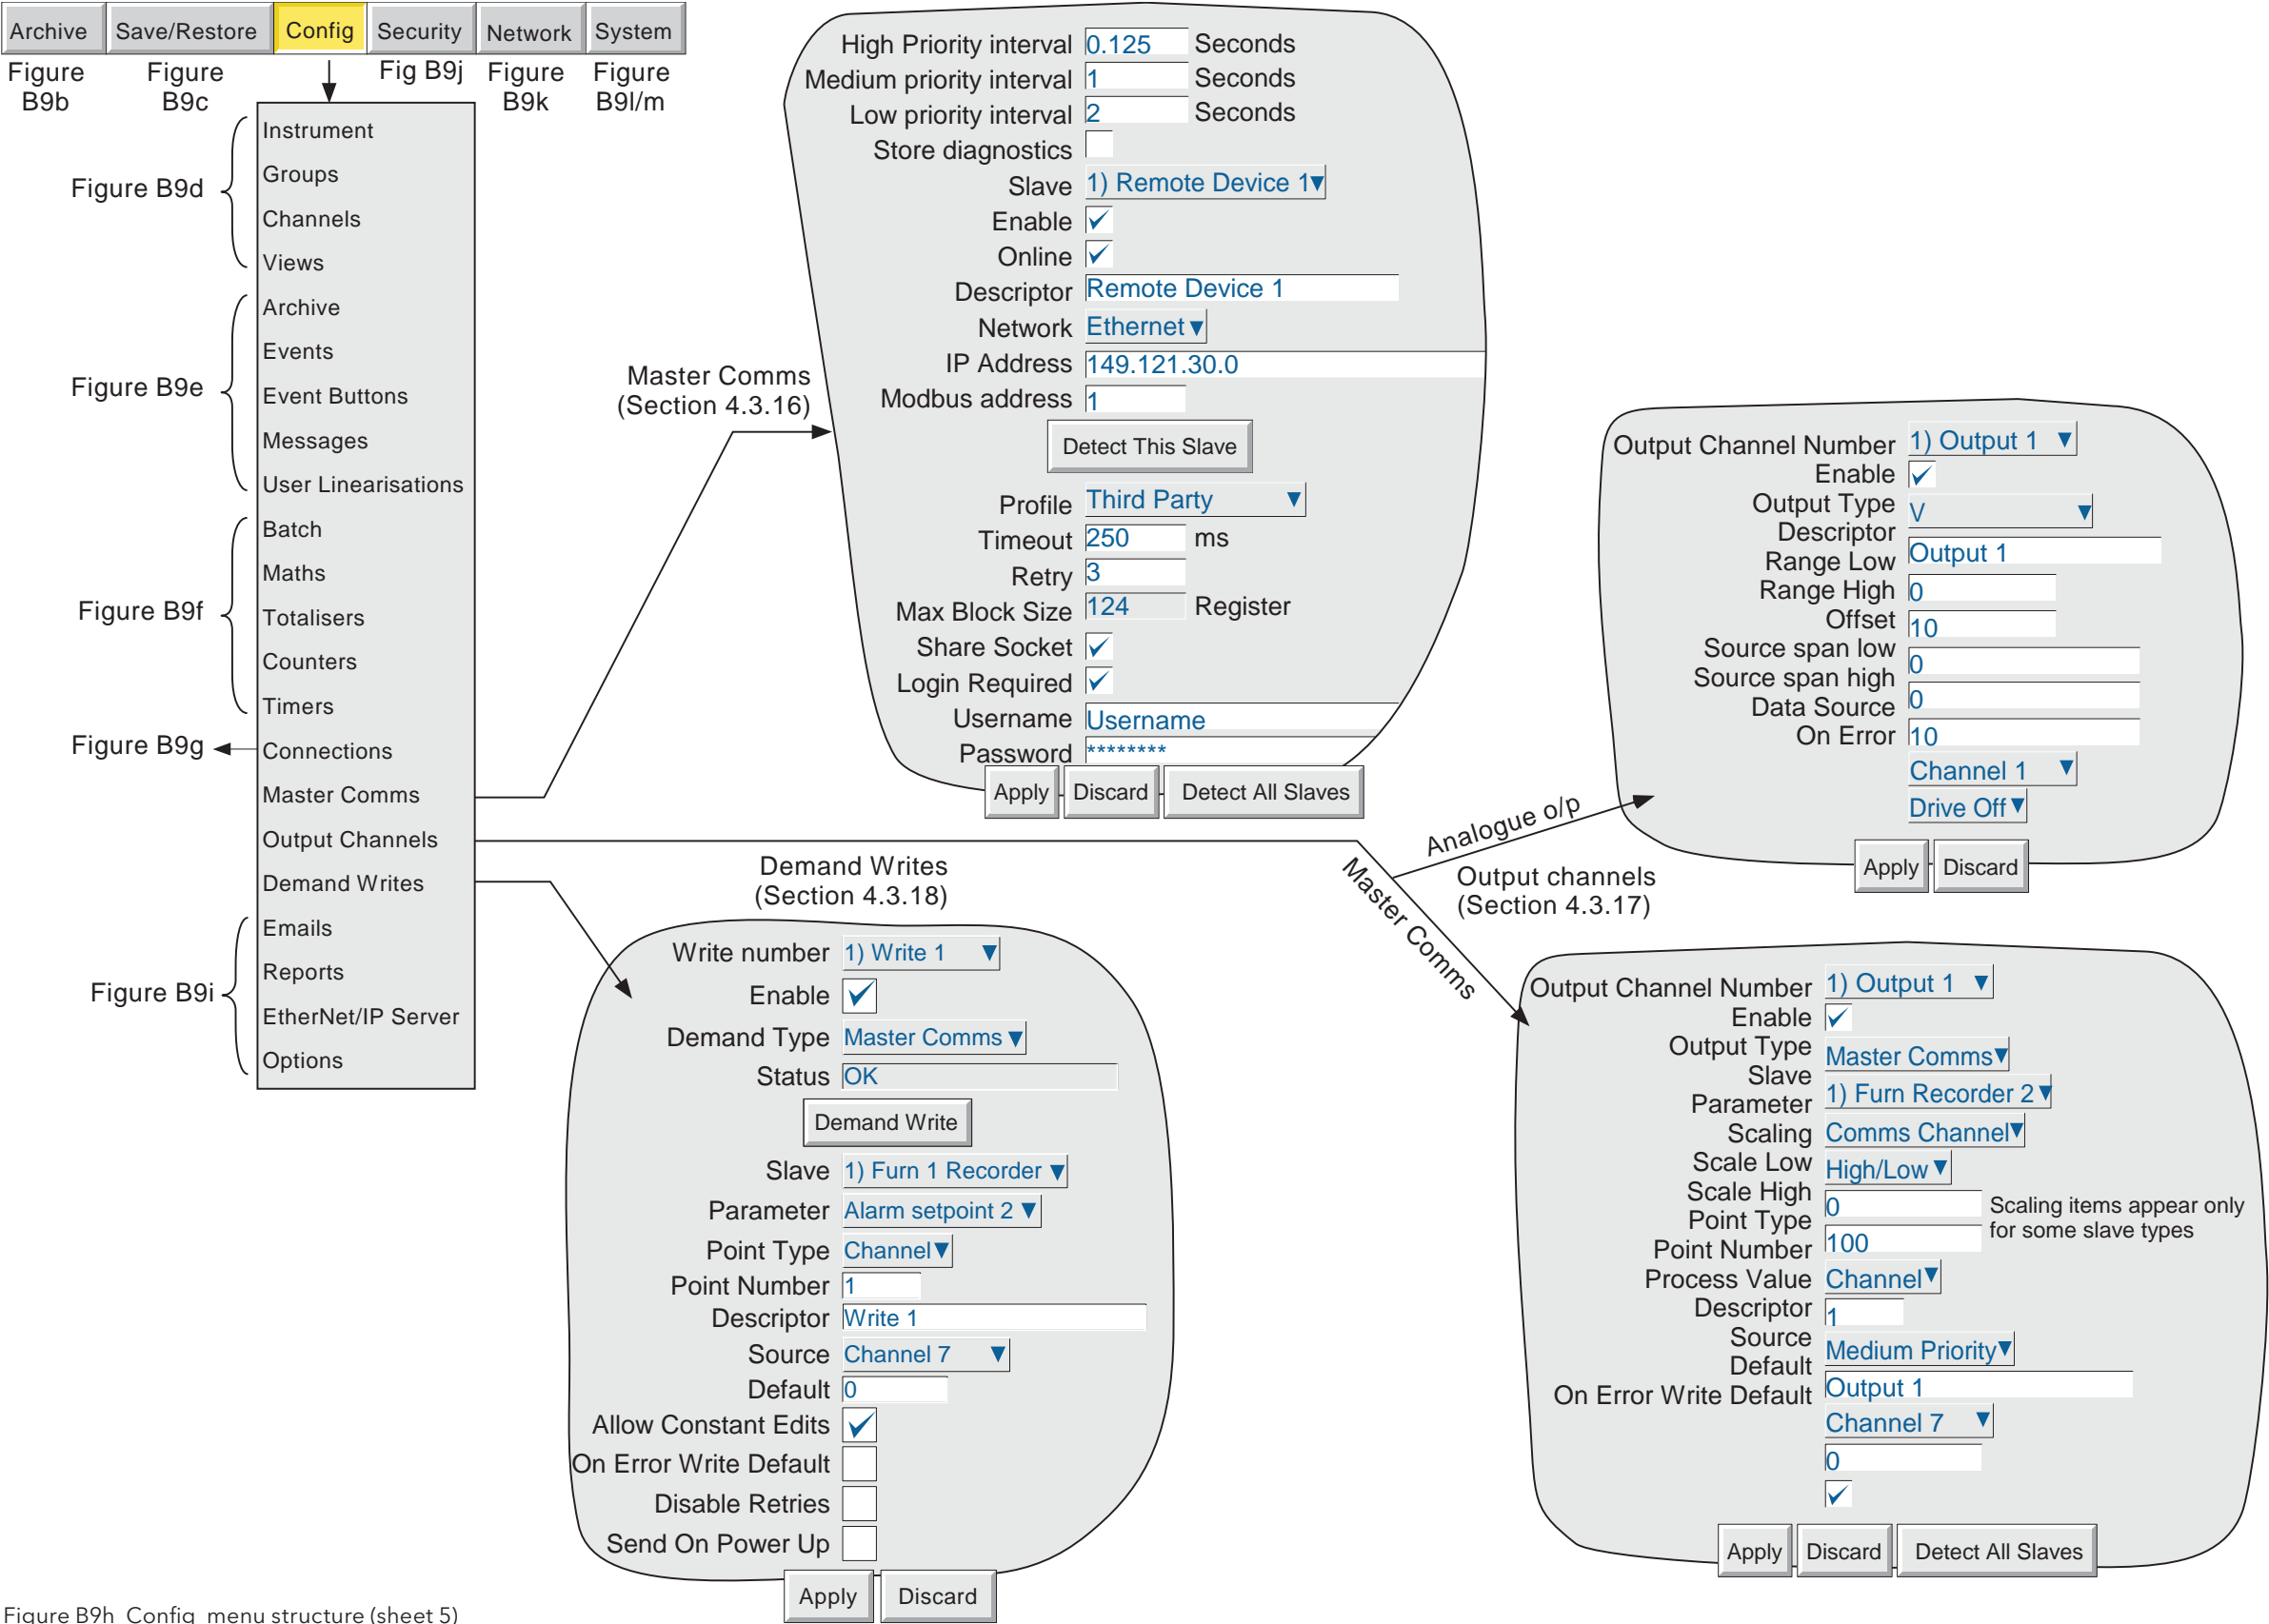 Archive Save/Restore Config Security Network System
Figure B9b
Figure B9c
Fig B9j
Figure B9k
Figure B9l/m
Instrument
Groups
Channels
Views
Archive
Events
Event Buttons
Messages
User Linearisations
Batch
Maths
Totalisers
Counters
Timers
Connections
Master Comms
Output Channels
Demand Writes
Emails
Reports
EtherNet/IP Server
Options
Figure B9d
Figure B9e
Figure B9f
Figure B9g
Figure B9i
Master Comms
(Section 4.3.16)
High Priority interval 0.125 Seconds
Medium priority interval 1 Seconds
Low priority interval 2 Seconds
Store diagnostics
Slave 1) Remote Device 1
Enable
Online
Descriptor Remote Device 1
Network Ethernet
IP Address 149.121.30.0
Modbus address 1
Detect This Slave
Profile Third Party
Timeout 250 ms
Retry 3
Max Block Size 124 Register
Share Socket
Login Required
Username Username
Password ********
Apply Discard Detect All Slaves
Analogue o/p
Output channels
(Section 4.3.17)
Master Comms
Output Channel Number 1) Output 1
Enable
Output Type V
Descriptor
Range Low Output 1
Range High 0
Offset 10
Source span low 0
Source span high 0
Data Source
On Error 10
Channel 1
Drive Off
Apply Discard
Demand Writes
(Section 4.3.18)
Write number 1) Write 1
Enable
Demand Type Master Comms
Status OK
Demand Write
Slave 1) Furn 1 Recorder
Parameter Alarm setpoint 2
Point Type Channel
Point Number 1
Descriptor Write 1
Source Channel 7
Default 0
Allow Constant Edits
On Error Write Default
Disable Retries
Send On Power Up
Apply Discard
Output Channel Number 1) Output 1
Enable
Output Type Master Comms
Slave
Parameter 1) Furn Recorder 2
Scaling Comms Channel
Scale Low High/Low
Scale High 0
Scaling items appear only
for some slave types
Point Type
Point Number 100
Process Value Channel
Descriptor 1
Source Medium Priority
Default
On Error Write Default Output 1
Channel 7
0
Apply Discard Detect All Slaves
Figure B9h Config menu structure (sheet 5)